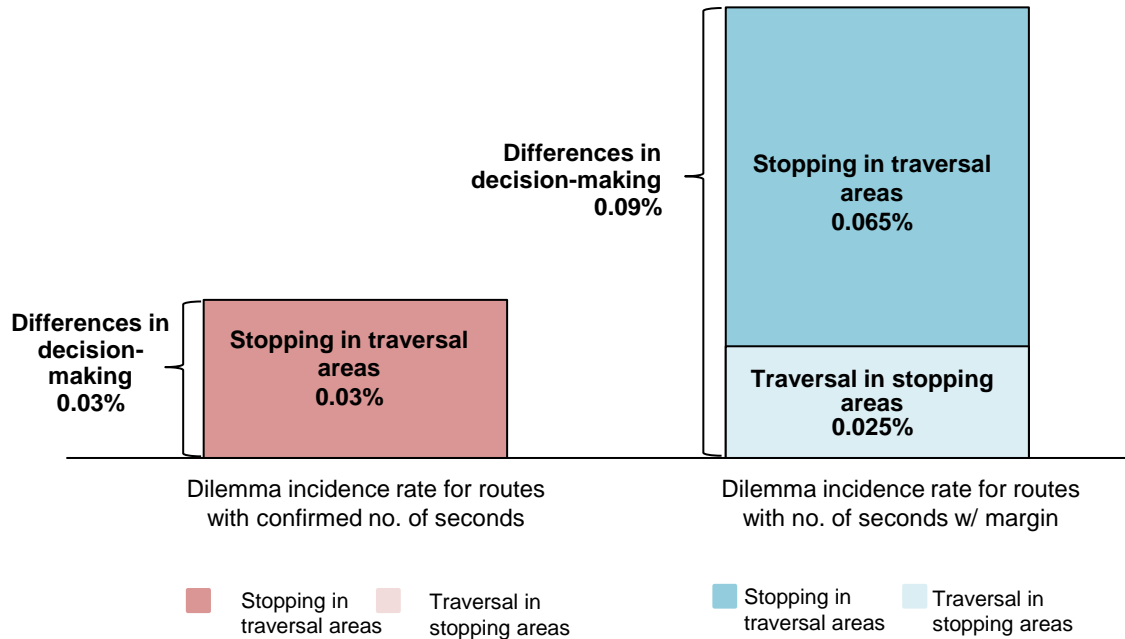 Differences in
decision-making
0.09%
Stopping in traversal
areas
0.065%
Differences in
decision-
making
0.03%
Stopping in traversal
areas
0.03%
Traversal in stopping
areas
0.025%
Dilemma incidence rate for routes
with confirmed no. of seconds
Dilemma incidence rate for routes
with no. of seconds w/ margin
Stopping in
traversal areas
Traversal in
stopping areas
Stopping in
traversal areas
Traversal in
stopping areas